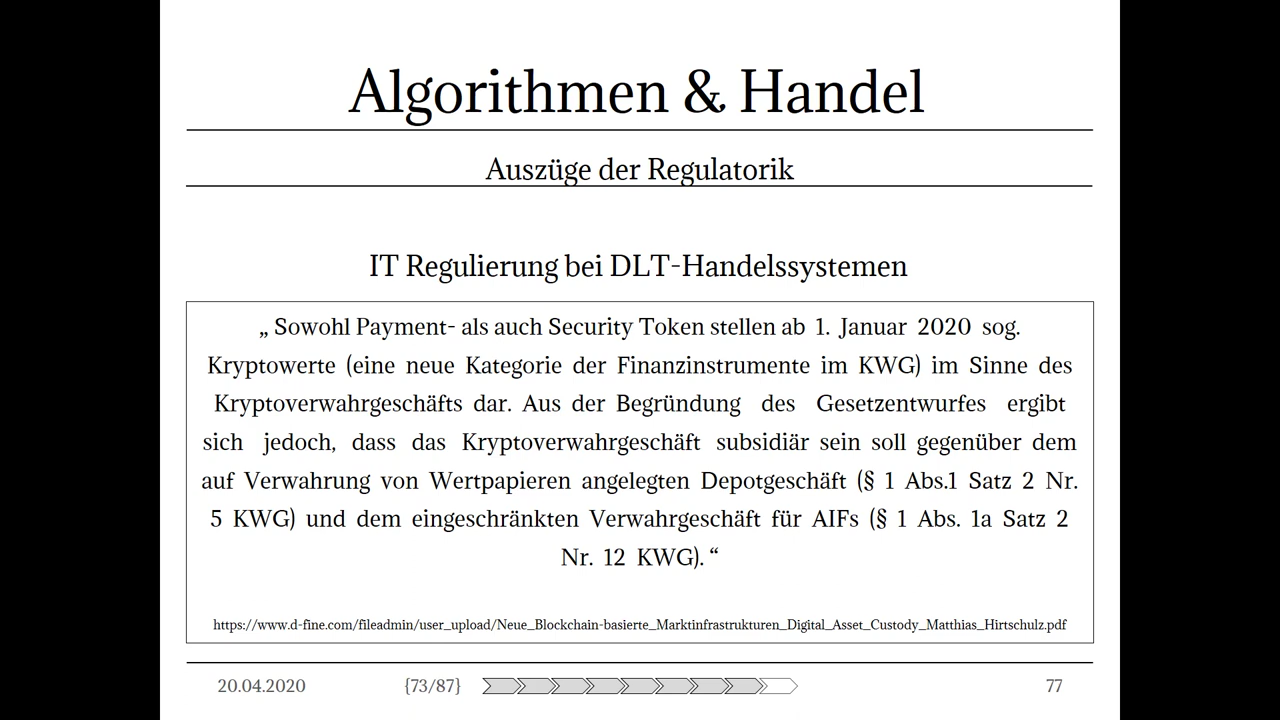 Algorithmen & Handel
Auszüge der Regulatorik
IT Regulierung bei DLT-Handelssystemen
„ Sowohl Payment- als auch Security Token stellen ab 1. Januar 2020 sog.
Kryptowerte (eine neue Kategorie der Finanzinstrumente im KWG) im Sinne des
Kryptoverwahrgeschäfts dar. Aus der Begründung des Gesetzentwurfes ergibt
sich jedoch, dass das Kryptoverwahrgeschäft subsidiär sein soll gegenüber dem
auf Verwahrung von Wertpapieren angelegten Depotgeschäft (§ 1 Abs.1 Satz 2 Nr.
5 KWG) und dem eingeschränkten Verwahrgeschäft für AIFs (§ 1 Abs. 1a Satz 2
Nr. 12 KWG). “
https://www.d-fine.com/fileadmin/user_upload/Neue_Blockchain-basierte_Marktinfrastrukturen_Digital_Asset_Custody_Matthias_Hirtschulz.pdf
20.04.2020 {73/87} 77